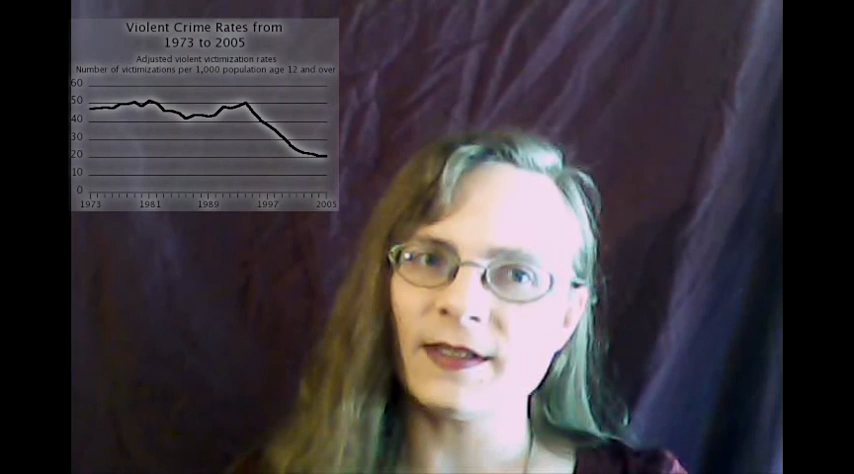 Violent Crime Rates from
1973 to 2005
Adjusted violent victimization rates
Number of victimizations per 1,000 population age 12 and over
60
50
40
30
20
10
0
1973 1981 1989 1997 2005